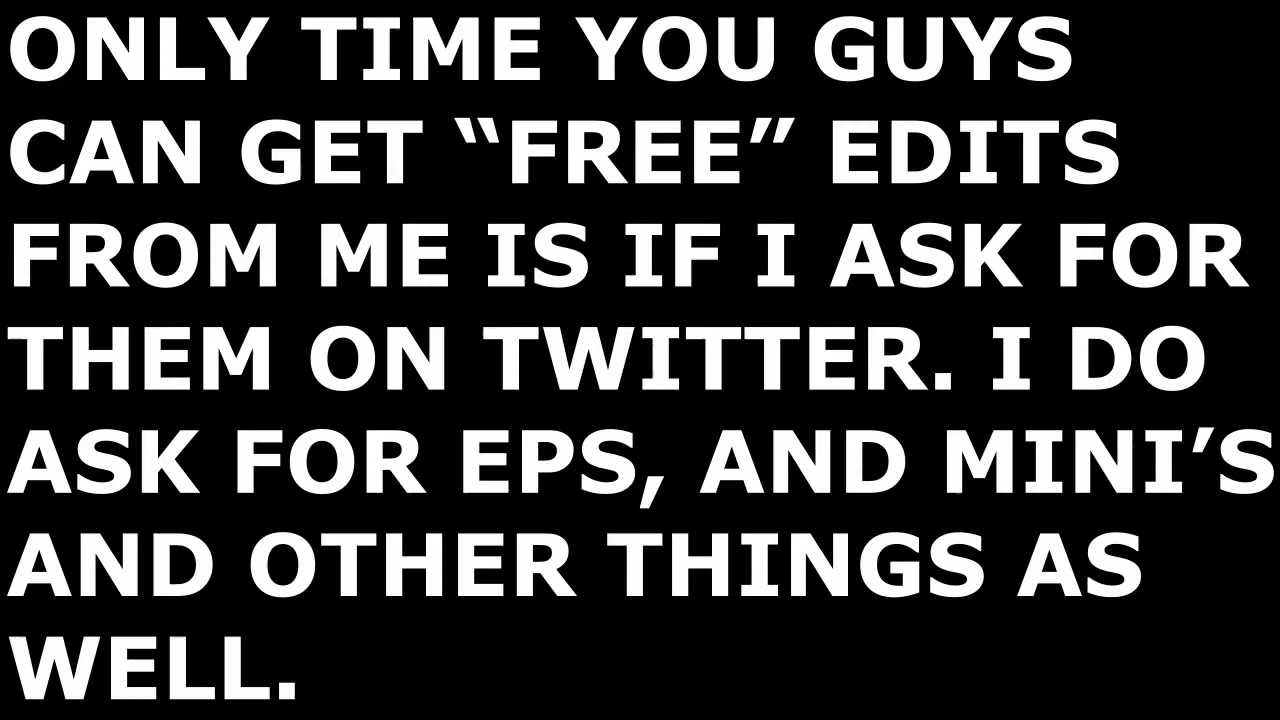 ONLY TIME YOU GUYS
CAN GET “FREE” EDITS
FROM ME IS IF I ASK FOR
THEM ON TWITTER. I DO
ASK FOR EPS, AND MINI’S
AND OTHER THINGS AS
WELL.